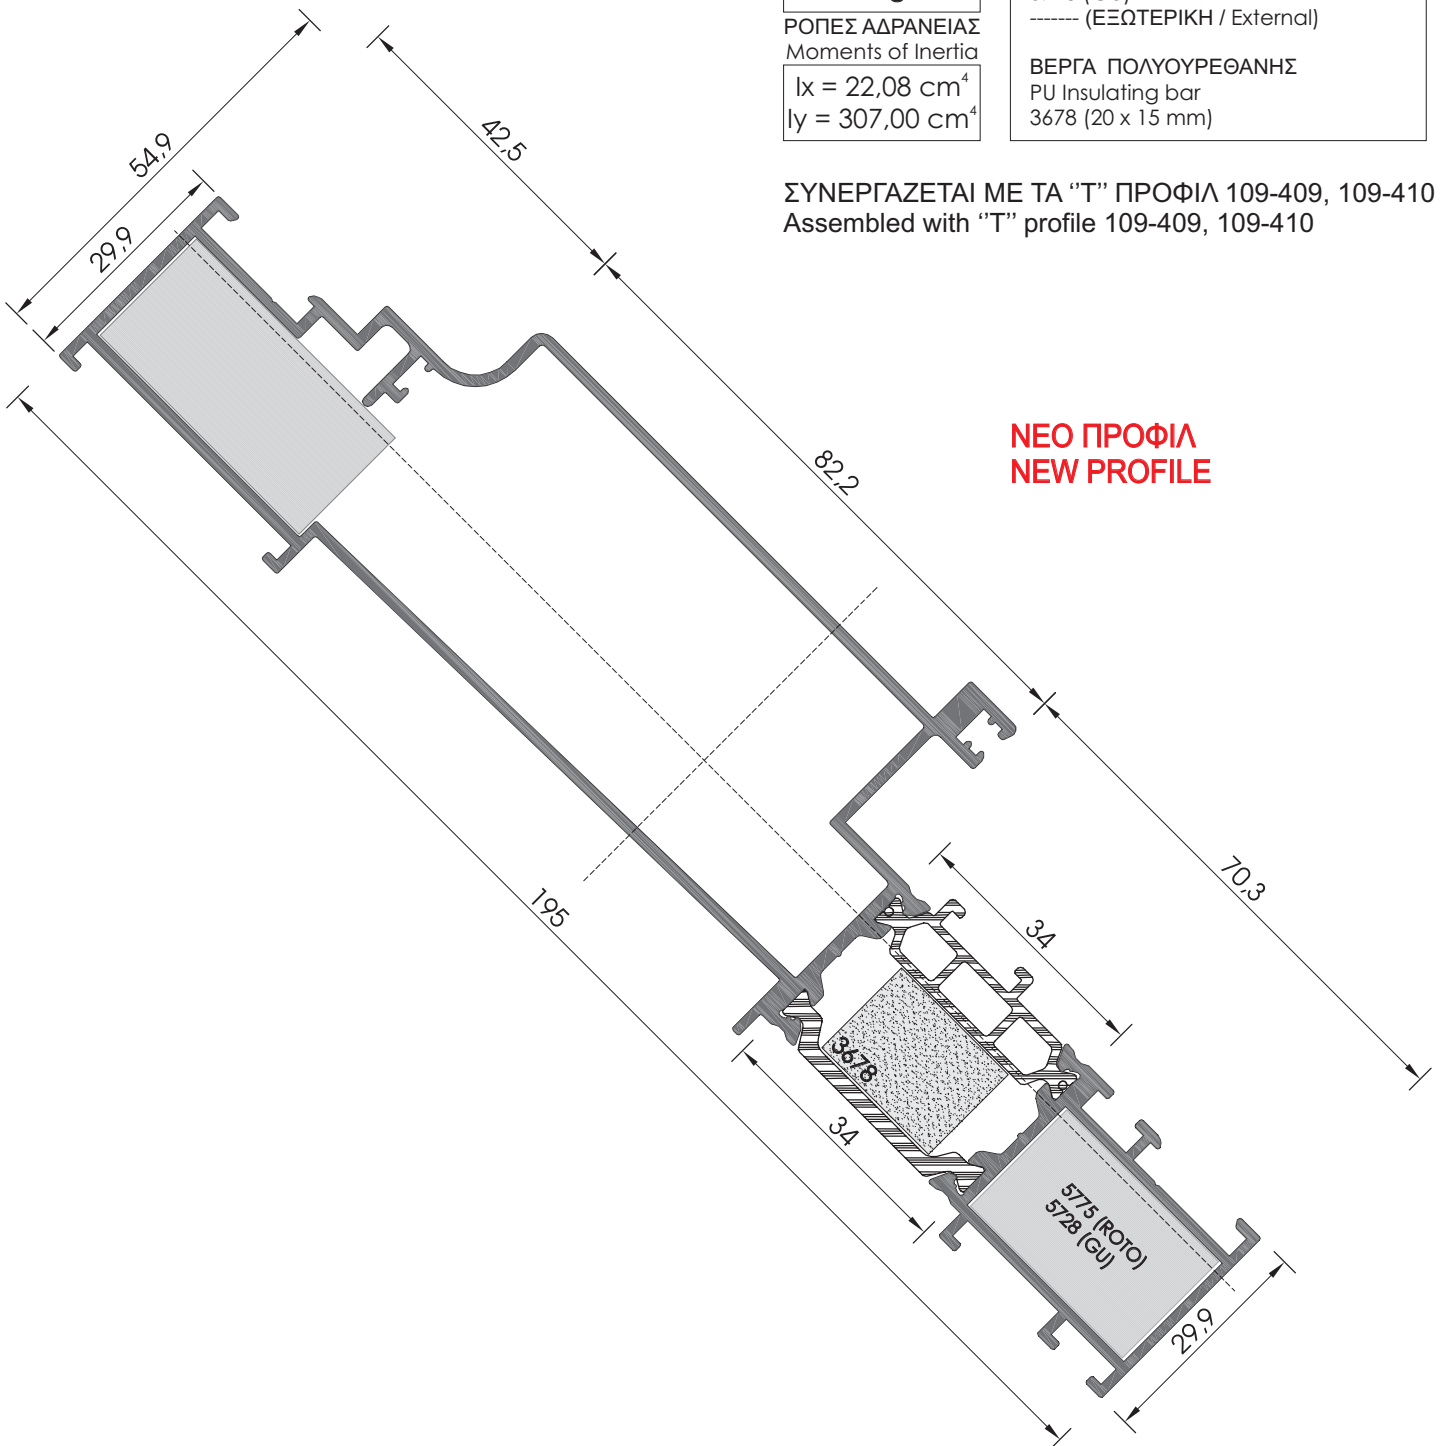 ΡΟΠΕΣ ΑΔΡΑΝΕΙΑΣ
Moments of Inertia
Ix = 22,08 cm⁴
Iy = 307,00 cm⁴
------- (ΕΞΩΤΕΡΙΚΗ / External)
ΒΕΡΓΑ ΠΟΛΥΟΥΡΕΘΑΝΗΣ
PU Insulating bar
3678 (20 x 15 mm)
ΣΥΝΕΡΓΑΖΕΤΑΙ ΜΕ ΤΑ ‘’Τ’’ ΠΡΟΦΙΛ 109-409, 109-410
Assembled with ‘’T’’ profile 109-409, 109-410
ΝΕΟ ΠΡΟΦΙΛ
NEW PROFILE
54,9
29,9
42,5
82,2
195
70,3
34
3678
34
5775 (ROTO)
5728 (GU)
29,9